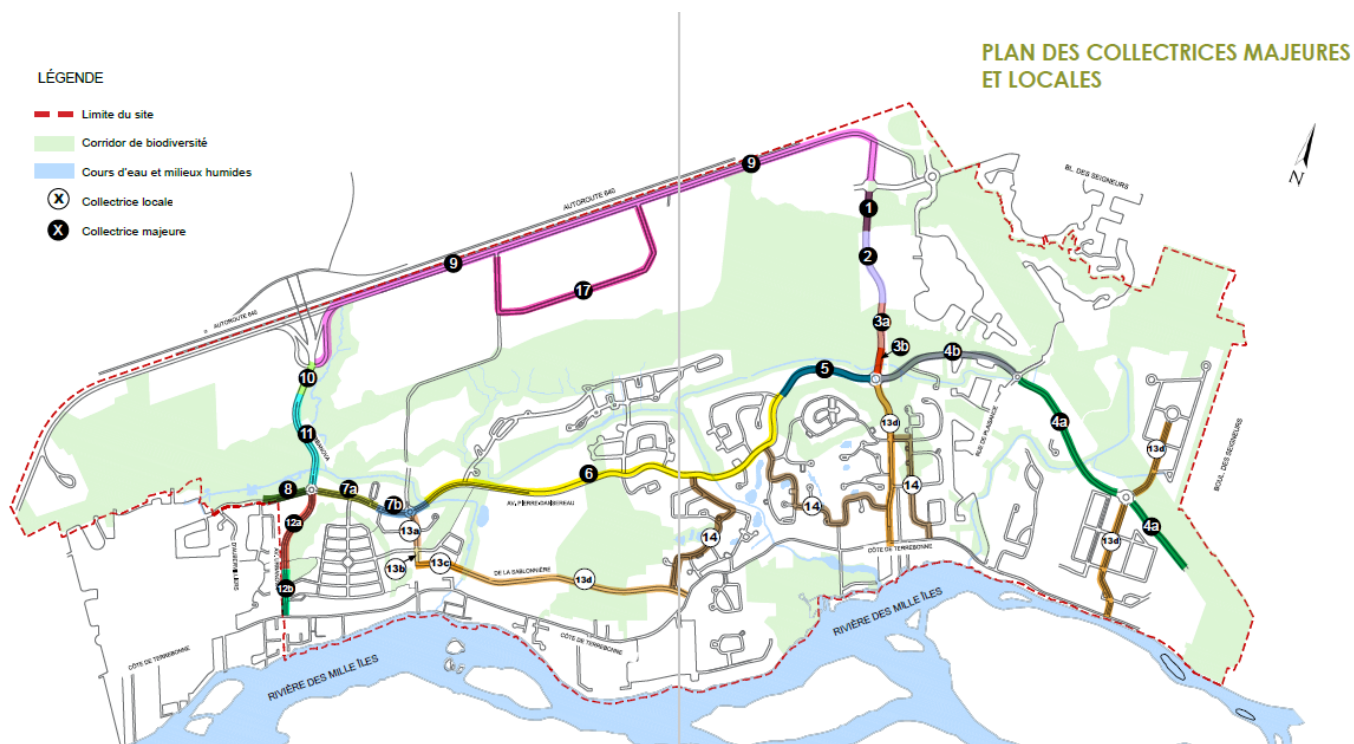 PLAN DES COLLECTRICES MAJEURES
ET LOCALES
LÉGENDE
Limite du site
Corridor de biodiversité
Cours d'eau et milieux humides
X Collectrice locale
X Collectrice majeure
N
9
AUTOROUTE 640
BL. DES SEIGNEURS
1
2
9
17
3a
AUTOROUTE 640
3b
4b
5
10
RUE DE PLAISANCE
4a
13d
11
13d
BOUL. DES SEIGNEURS
6
14
8
7a
7b
AV. PIERRE-DANSEREAU
14
4a
12a
13a
14
13d
CÔTE DE TERREBONNE
13b
13c
DE LA SABLONNIÈRE
13d
12b
RIVIÈRE DES MILLE ÎLES
CÔTE DE TERREBONNE
CÔTE DE TERREBONNE
RIVIÈRE DES MILLE ÎLES